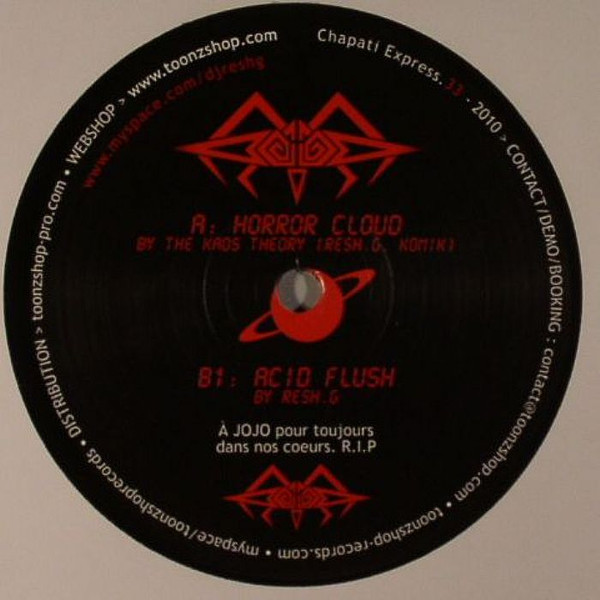 DISTRIBUTION > toonzshop-pro.com • WEBSHOP > www.toonzshop.com
Chapati Express.33 - 2010 > CONTACT/DEMO/BOOKING : contact@toonzshop.com • toonzshop-records.com • myspace/toonzshoprecords •
www.myspace.com/djreshg
A: HORROR CLOUD
BY THE KAOS THEORY (RESH.G, KOMIK)
B1: ACID FLUSH
BY RESH.G
À JOJO pour toujours
dans nos coeurs. R.I.P